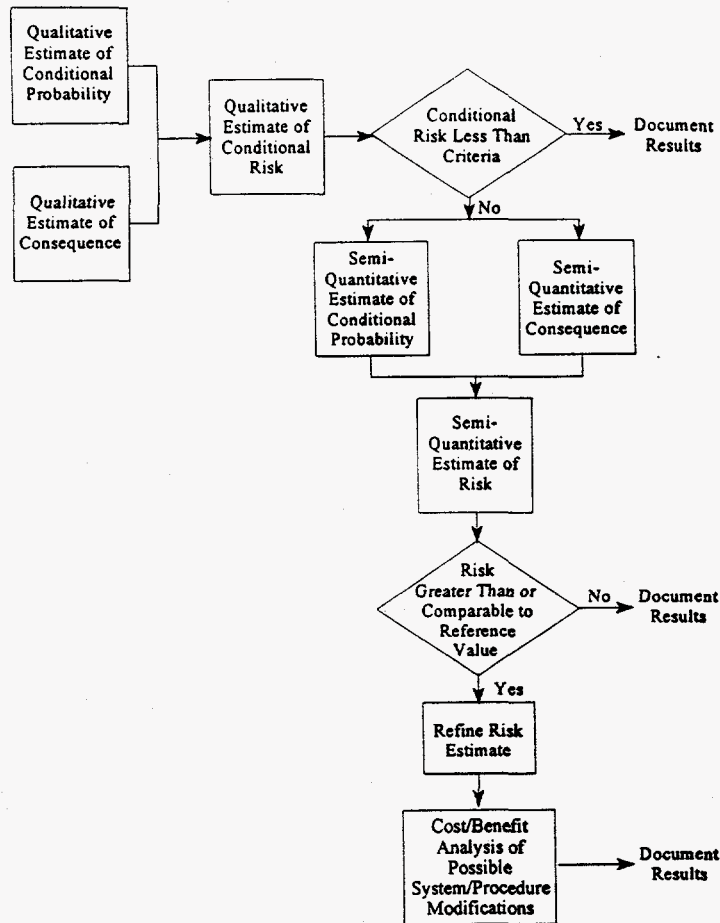 Qualitative
Estimate of
Conditional
Probability
Qualitative
Estimate of
Consequence
Qualitative
Estimate of
Conditional
Risk
Conditional
Risk Less Than
Criteria
Yes
Document
Results
No
Semi-
Quantitative
Estimate of
Conditional
Probability
Semi-
Quantitative
Estimate of
Consequence
Semi-
Quantitative
Estimate of
Risk
Risk
Greater Than or
Comparable to
Reference
Value
No
Document
Results
Yes
Refine Risk
Estimate
Cost/Benefit
Analysis of
Possible
System/Procedure
Modifications
Document
Results